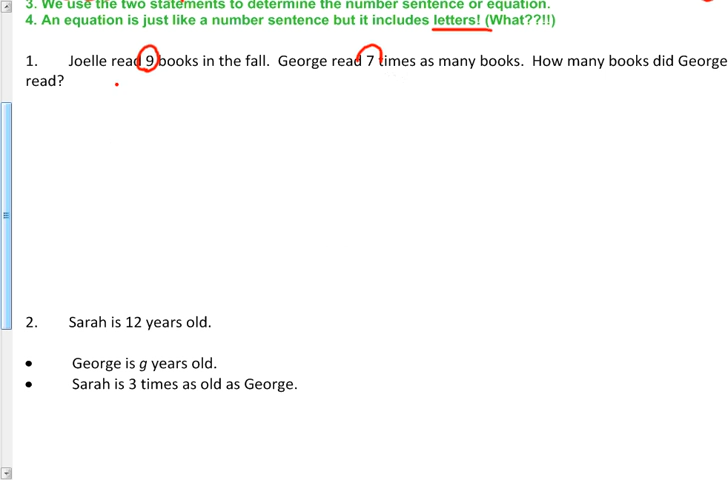 3. We use the two statements to determine the number sentence or equation.
4. An equation is just like a number sentence but it includes letters! (What??!!)
1. Joelle read 9 books in the fall. George read 7 times as many books. How many books did George
read?
2. Sarah is 12 years old.
• George is g years old.
• Sarah is 3 times as old as George.